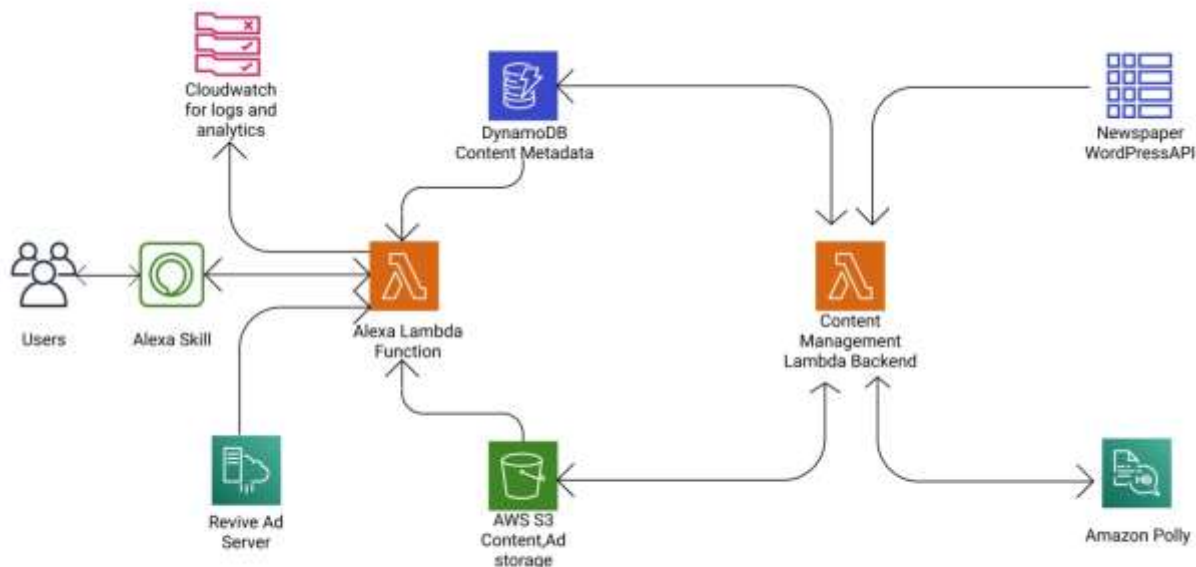 Cloudwatch
for logs and
analytics
DynamoDB
Content Metadata
Newspaper
WordPressAPI
Users
Alexa Skill
Alexa Lambda
Function
Content
Management
Lambda Backend
Revive Ad
Server
AWS S3
Content,Ad
storage
Amazon Polly